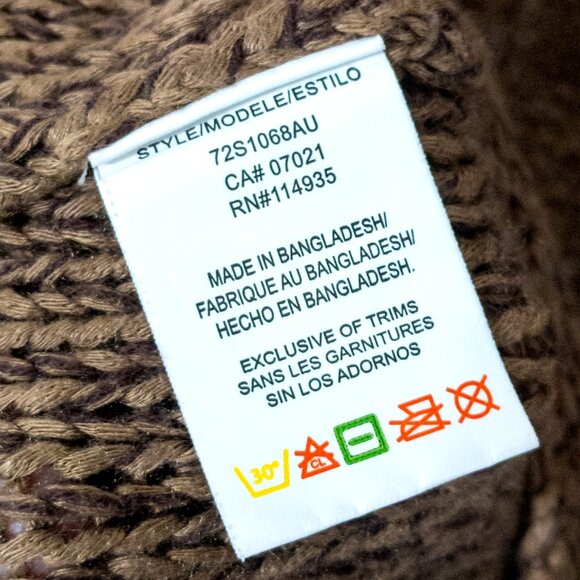 STYLE/MODELE/ESTILO
72S1068AU
CA# 07021
RN#114935
MADE IN BANGLADESH/
FABRIQUE AU BANGLADESH/
HECHO EN BANGLADESH.
EXCLUSIVE OF TRIMS
SANS LES GARNITURES
SIN LOS ADORNOS
30° CL